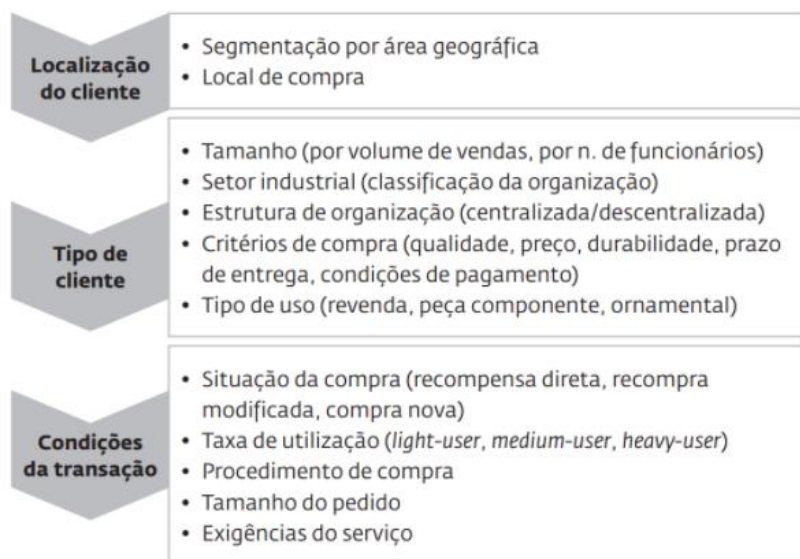 Localização
do cliente
• Segmentação por área geográfica
• Local de compra
Tipo de
cliente
• Tamanho (por volume de vendas, por n. de funcionários)
• Setor industrial (classificação da organização)
• Estrutura de organização (centralizada/descentralizada)
• Critérios de compra (qualidade, preço, durabilidade, prazo
de entrega, condições de pagamento)
• Tipo de uso (revenda, peça componente, ornamental)
Condições
da transação
• Situação da compra (recompensa direta, recompra
modificada, compra nova)
• Taxa de utilização (light-user, medium-user, heavy-user)
• Procedimento de compra
• Tamanho do pedido
• Exigências do serviço